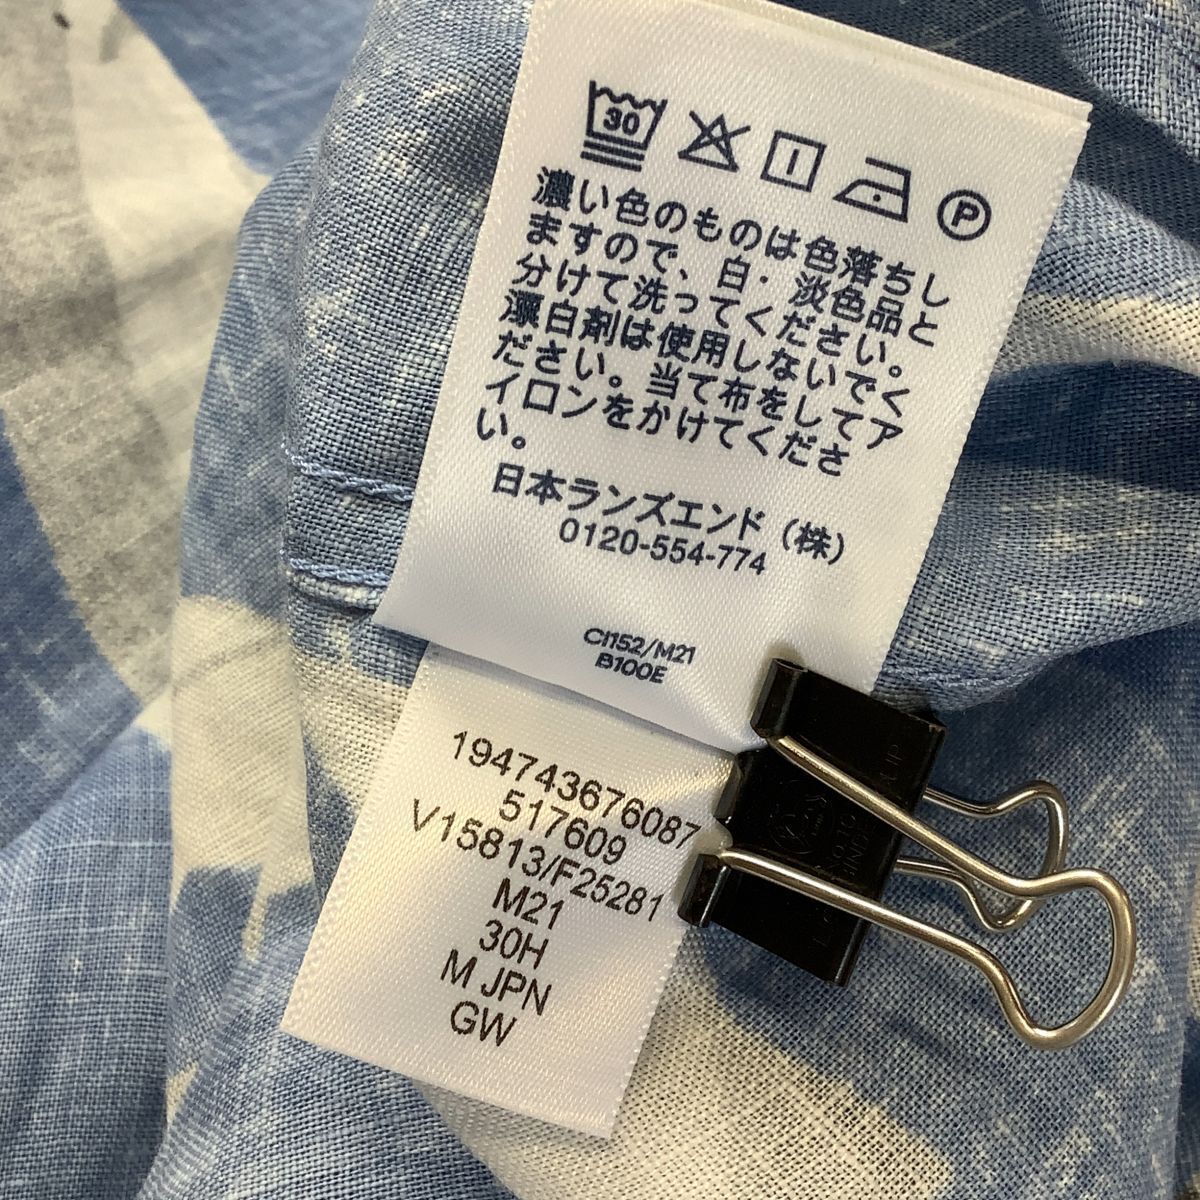 30
P
濃い色のものは色落ちし
ますので、白・淡色品と
分けて洗ってください。
漂白剤は使用しないでく
ださい。当て布をしてア
イロンをかけてくださ
い。
日本ランズエンド(株)
0120-554-774
CI152/M21
B100E
194743676087
517609
V15813/F25281
M21
30H
M JPN
GW